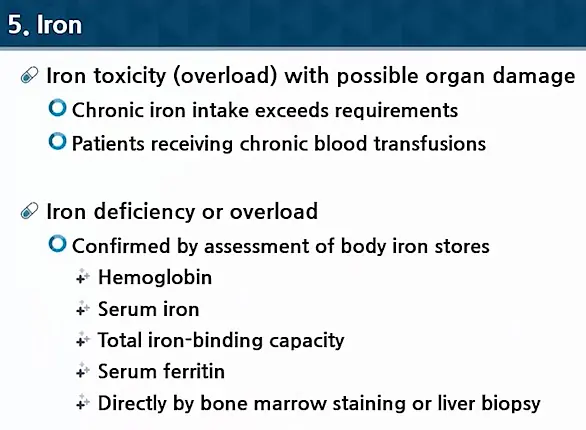 5. Iron
Iron toxicity (overload) with possible organ damage
Chronic iron intake exceeds requirements
Patients receiving chronic blood transfusions
Iron deficiency or overload
Confirmed by assessment of body iron stores
Hemoglobin
Serum iron
Total iron-binding capacity
Serum ferritin
Directly by bone marrow staining or liver biopsy